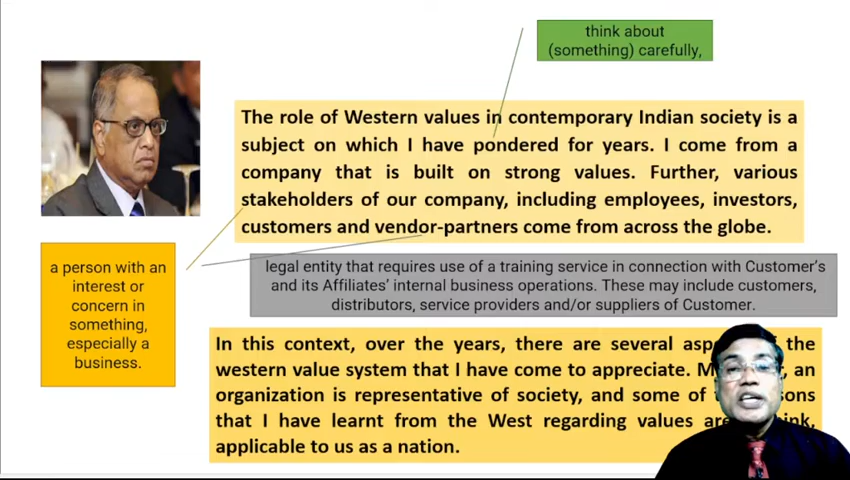 think about
(something) carefully,
The role of Western values in contemporary Indian society is a
subject on which I have pondered for years. I come from a
company that is built on strong values. Further, various
stakeholders of our company, including employees, investors,
customers and vendor-partners come from across the globe.
a person with an
interest or
concern in
something,
especially a
business.
legal entity that requires use of a training service in connection with Customer's
and its Affiliates' internal business operations. These may include customers,
distributors, service providers and/or suppliers of Customer.
In this context, over the years, there are several the
western value system that I have come to appreciate. an
organization is representative of society, and some of
that I have learnt from the West regarding values are
applicable to us as a nation.